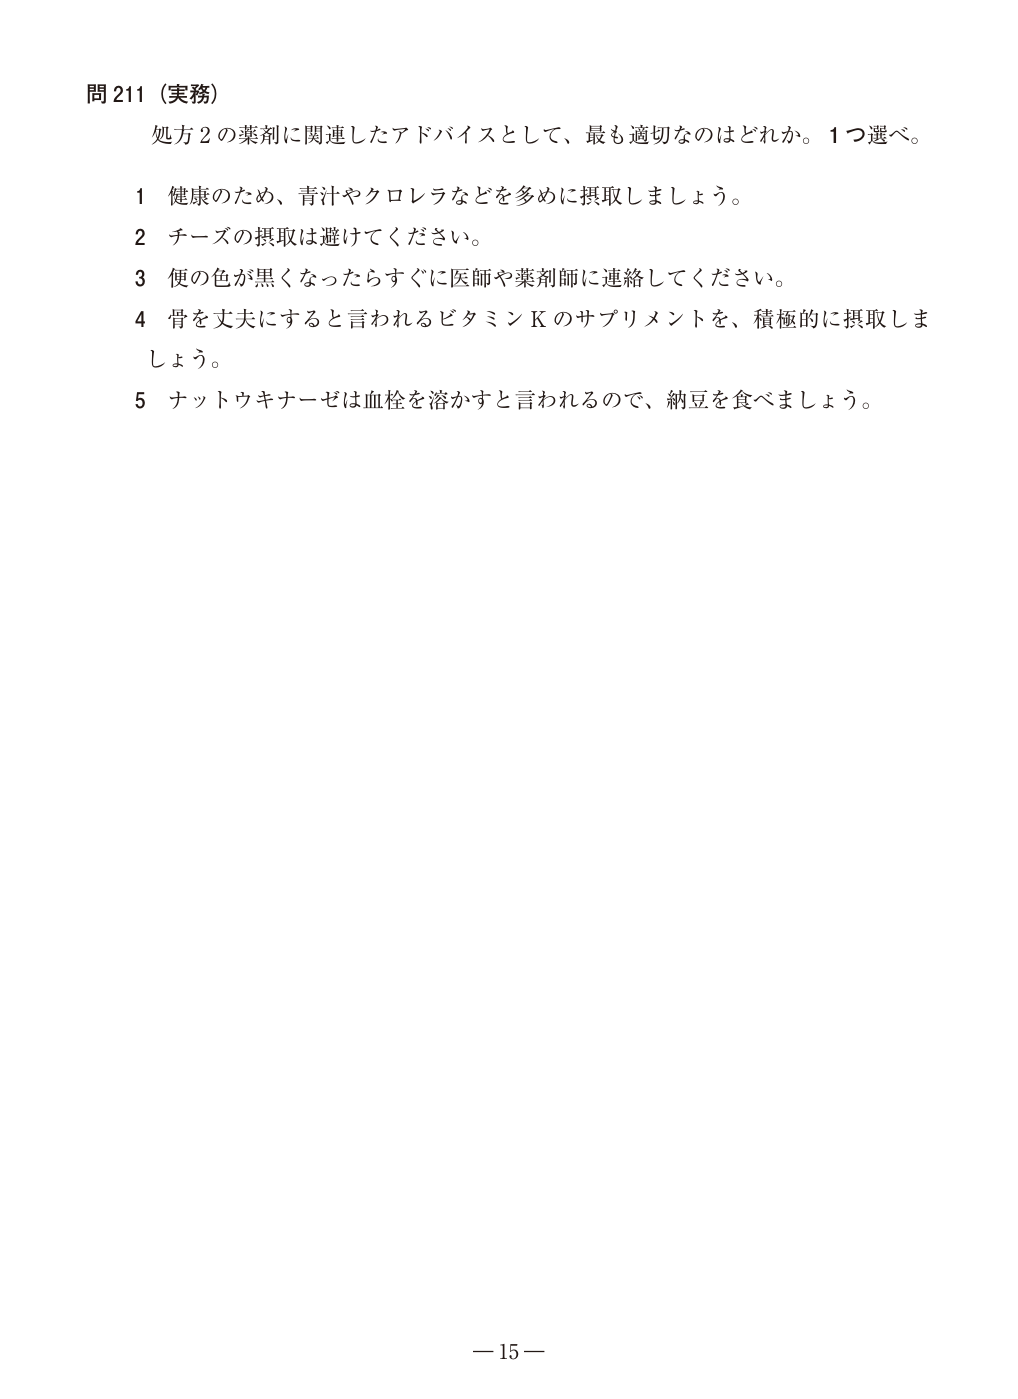 問 211（実務）
処方２の薬剤に関連したアドバイスとして、最も適切なのはどれか。１つ選べ。
1　健康のため、青汁やクロレラなどを多めに摂取しましょう。
2　チーズの摂取は避けてください。
3　便の色が黒くなったらすぐに医師や薬剤師に連絡してください。
4　骨を丈夫にすると言われるビタミン K のサプリメントを、積極的に摂取しま
しょう。
5　ナットウキナーゼは血栓を溶かすと言われるので、納豆を食べましょう。
— 15 —